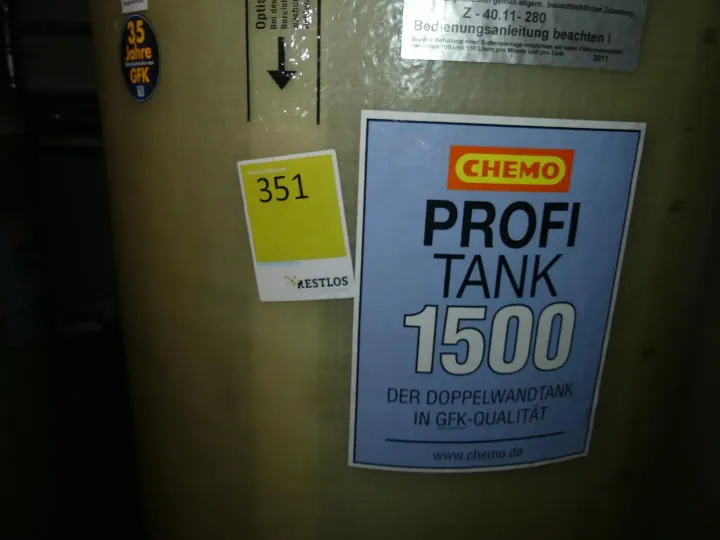 35
Jahre
GFK
Z - 40.11- 280
Bedienungsanleitung beachten !
2011
351
RESTLOS
CHEMO
PROFI
TANK
1500
DER DOPPELWANDTANK
IN GFK-QUALITÄT
www.chemo.de